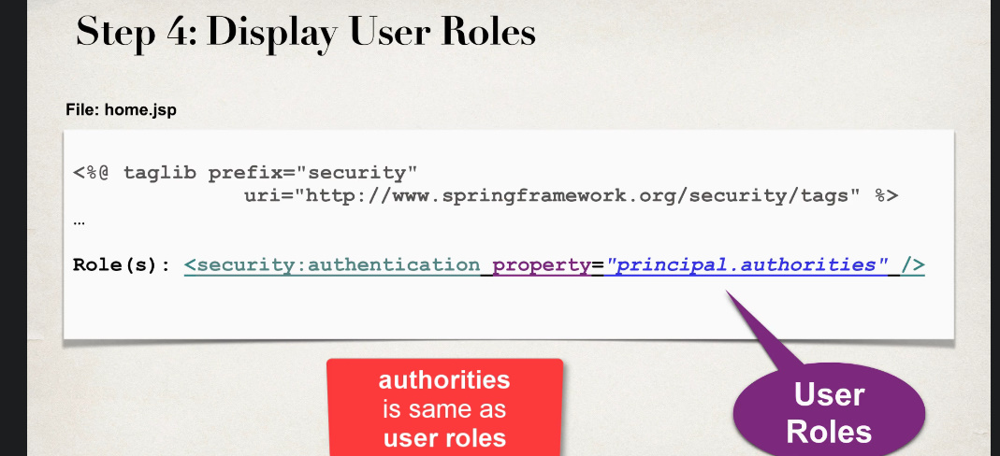 Step 4: Display User Roles
File: home.jsp
<%@ taglib prefix="security"
uri="http://www.springframework.org/security/tags" %>
…
Role(s): <security:authentication property="principal.authorities" />
authorities
is same as
user roles
User
Roles